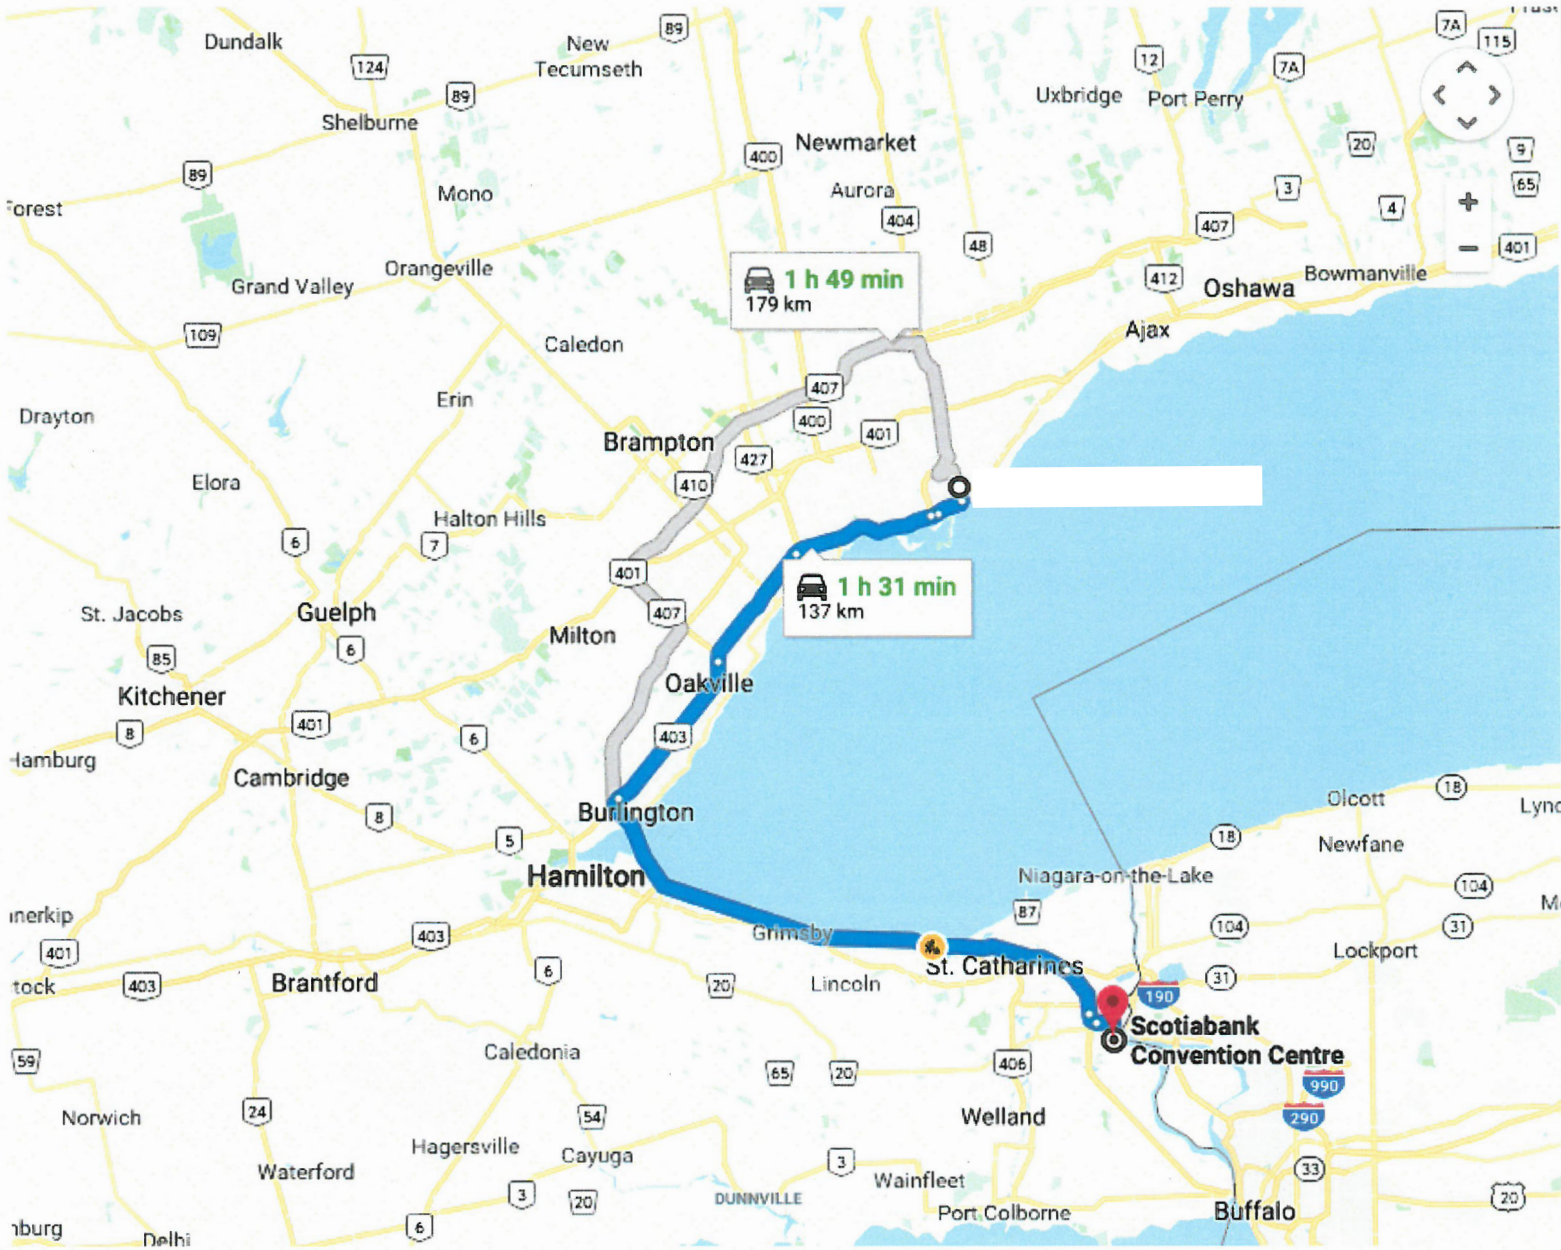 Dundalk
New
Tecumseth
89
7A
115
124
12
7A
89
Uxbridge
Port Perry
Shelburne
Newmarket
20
9
400
89
Mono
Aurora
3
65
Forest
404
4
407
48
401
Orangeville
412
Bowmanville
Grand Valley
1 h 49 min
179 km
Oshawa
109
Ajax
Caledon
407
Drayton
Erin
400
401
Brampton
427
Elora
410
Halton Hills
6
7
401
1 h 31 min
137 km
St. Jacobs
Guelph
407
Milton
6
85
Kitchener
Oakville
401
8
6
403
Cambridge
Burlington
8
5
Olcott
18
18
Newfane
Hamilton
Niagara-on-the-Lake
104
87
403
Grimsby
104
31
401
Lockport
St. Catharines
Brantford
6
31
403
20
Lincoln
190
Scotiabank
Convention Centre
Caledonia
59
65
20
406
990
24
54
Welland
290
Norwich
Hagersville
Cayuga
3
33
Waterford
Wainfleet
3
20
DUNNVILLE
20
Port Colborne
Buffalo
6
Delhi